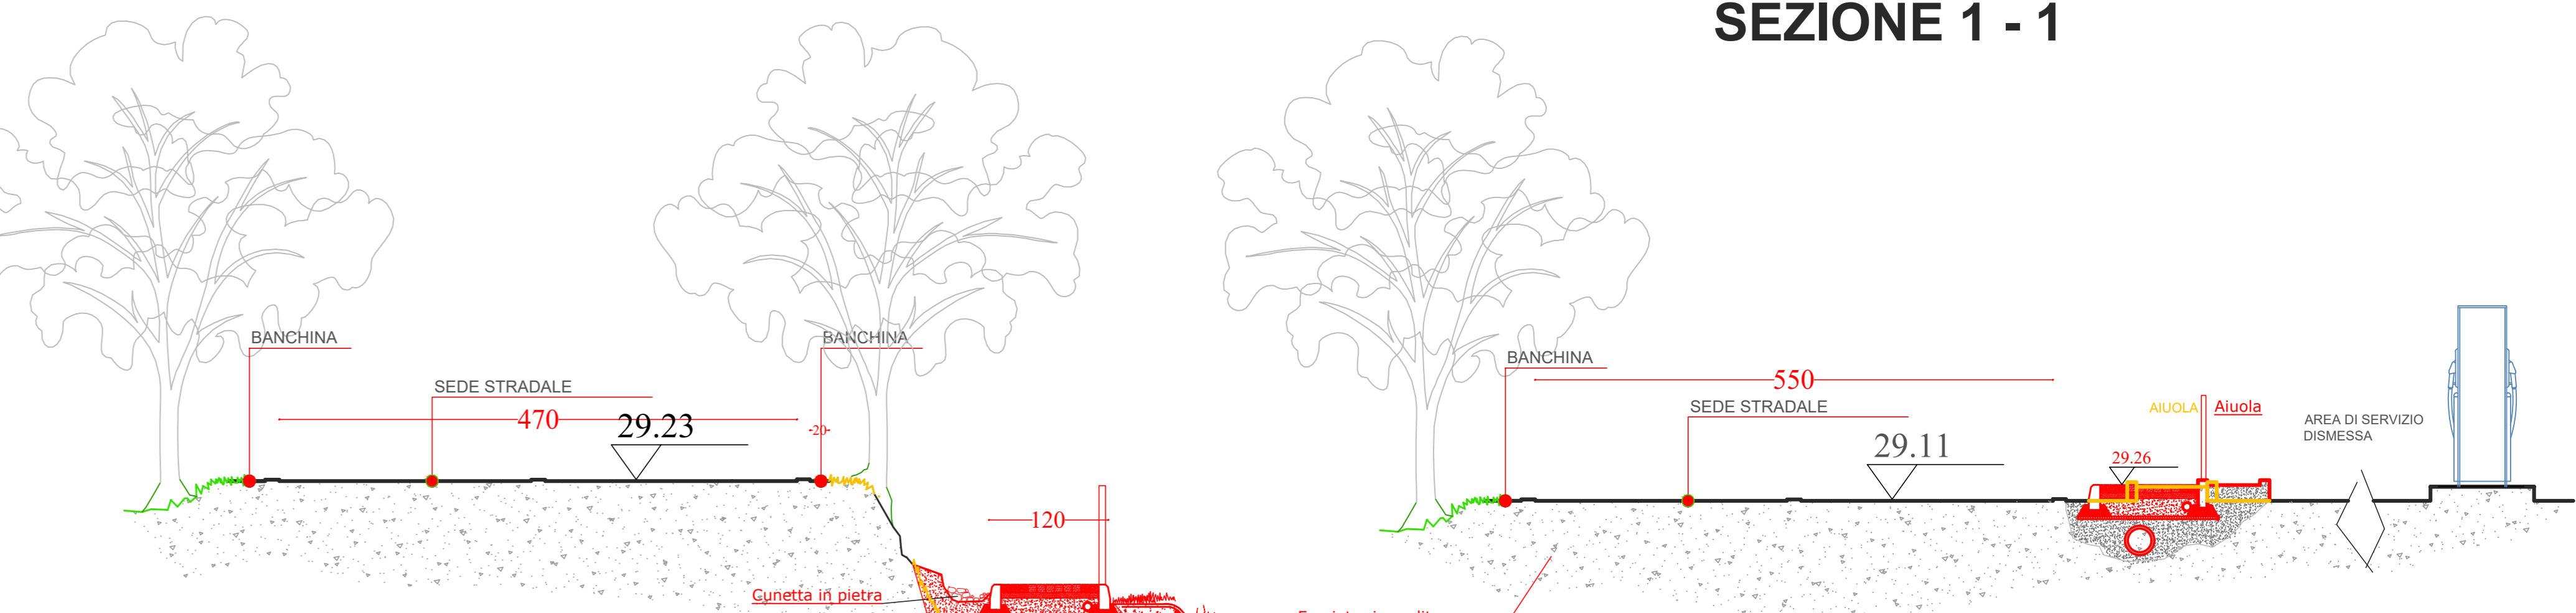 SEZIONE 1 - 1
BANCHINA
BANCHINA
SEDE STRADALE
470
29.23
-20-
120
Cunetta in pietra
BANCHINA
550
SEDE STRADALE
29.11
AIUOLA
Aiuola
29.26
AREA DI SERVIZIO
DISMESSA